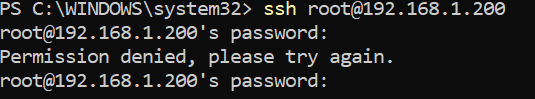 PS C:\WINDOWS\system32> ssh root@192.168.1.200
root@192.168.1.200's password:
Permission denied, please try again.
root@192.168.1.200's password: